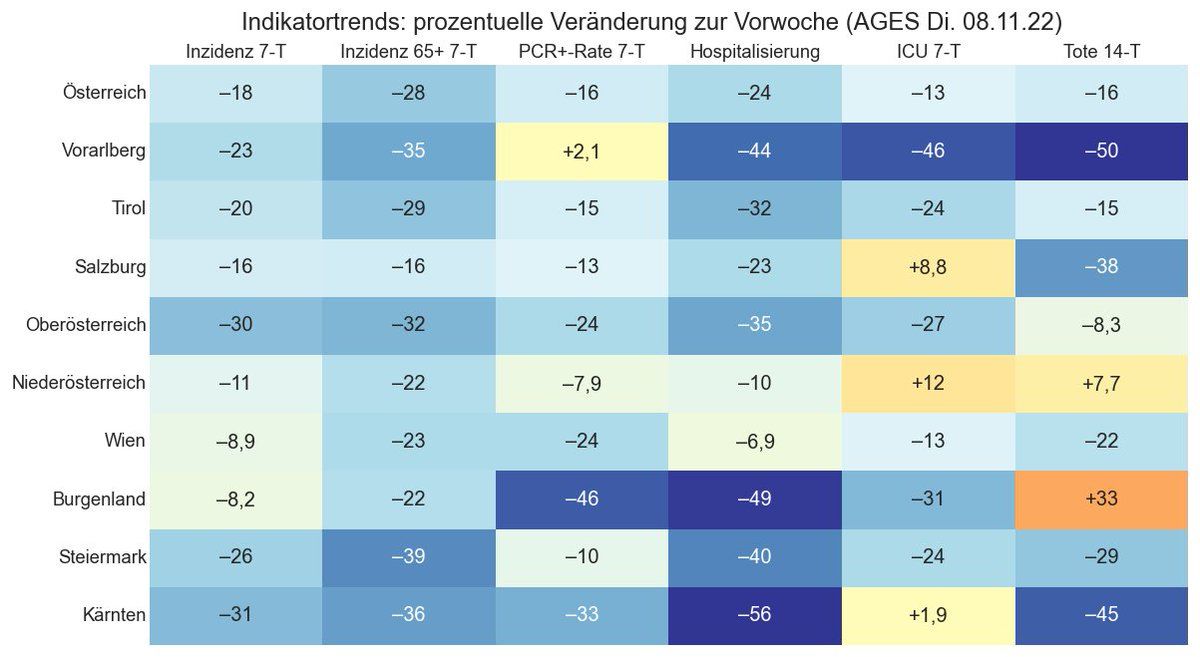 Indikatortrends: prozentuelle Veränderung zur Vorwoche (AGES Di. 08.11.22)
Inzidenz 7-T Inzidenz 65+ 7-T PCR+-Rate 7-T Hospitalisierung ICU 7-T Tote 14-T
Österreich –18 –28 –16 –24 –13 –16
Vorarlberg –23 –35 +2,1 –44 –46 –50
Tirol –20 –29 –15 –32 –24 –15
Salzburg –16 –16 –13 –23 +8,8 –38
Oberösterreich –30 –32 –24 –35 –27 –8,3
Niederösterreich –11 –22 –7,9 –10 +12 +7,7
Wien –8,9 –23 –24 –6,9 –13 –22
Burgenland –8,2 –22 –46 –49 –31 +33
Steiermark –26 –39 –10 –40 –24 –29
Kärnten –31 –36 –33 –56 +1,9 –45